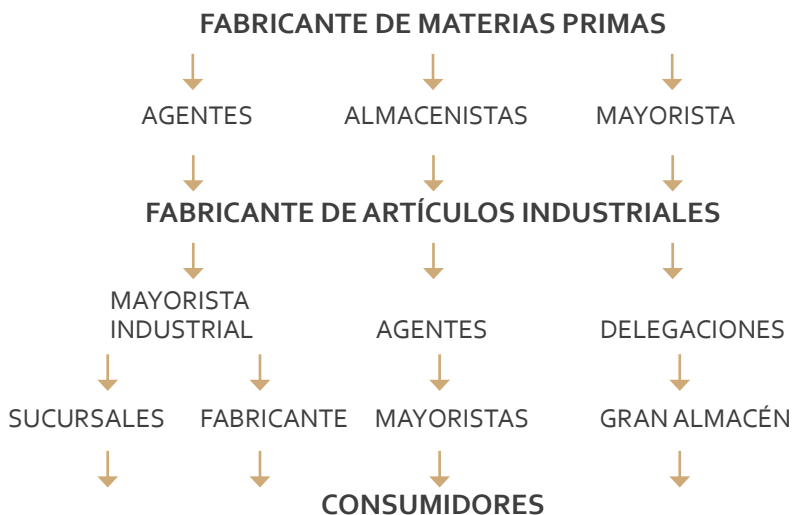 FABRICANTE DE MATERIAS PRIMAS
AGENTES ALMACENISTAS MAYORISTA
FABRICANTE DE ARTÍCULOS INDUSTRIALES
MAYORISTA
INDUSTRIAL AGENTES DELEGACIONES
SUCURSALES FABRICANTE MAYORISTAS GRAN ALMACÉN
CONSUMIDORES